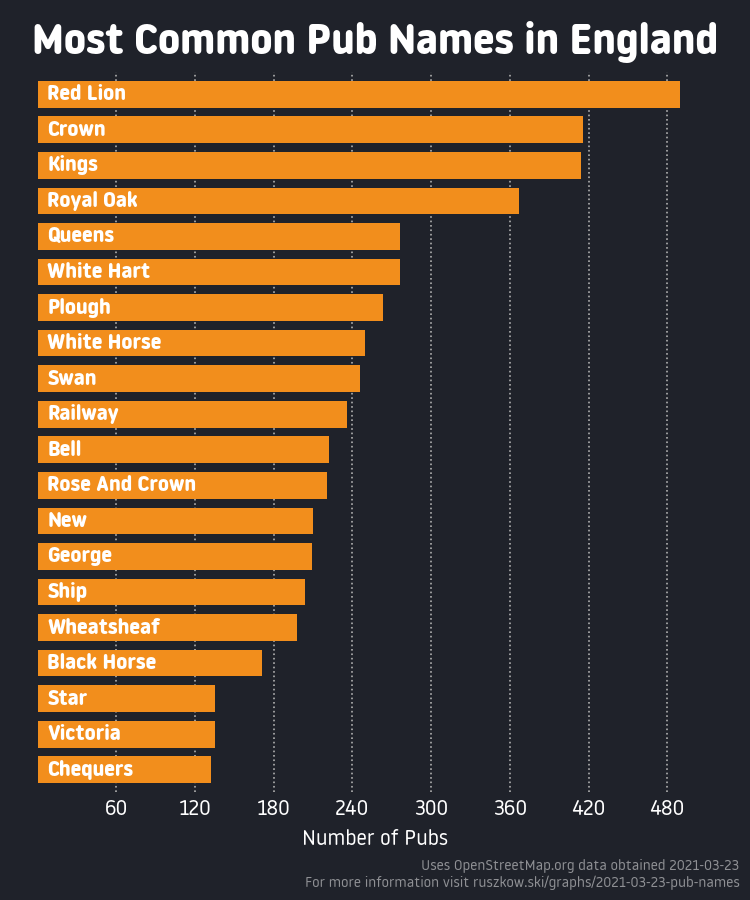 Most Common Pub Names in England
Red Lion
Crown
Kings
Royal Oak
Queens
White Hart
Plough
White Horse
Swan
Railway
Bell
Rose And Crown
New
George
Ship
Wheatsheaf
Black Horse
Star
Victoria
Chequers
60 120 180 240 300 360 420 480
Number of Pubs
Uses OpenStreetMap.org data obtained 2021-03-23
For more information visit ruszkow.ski/graphs/2021-03-23-pub-names